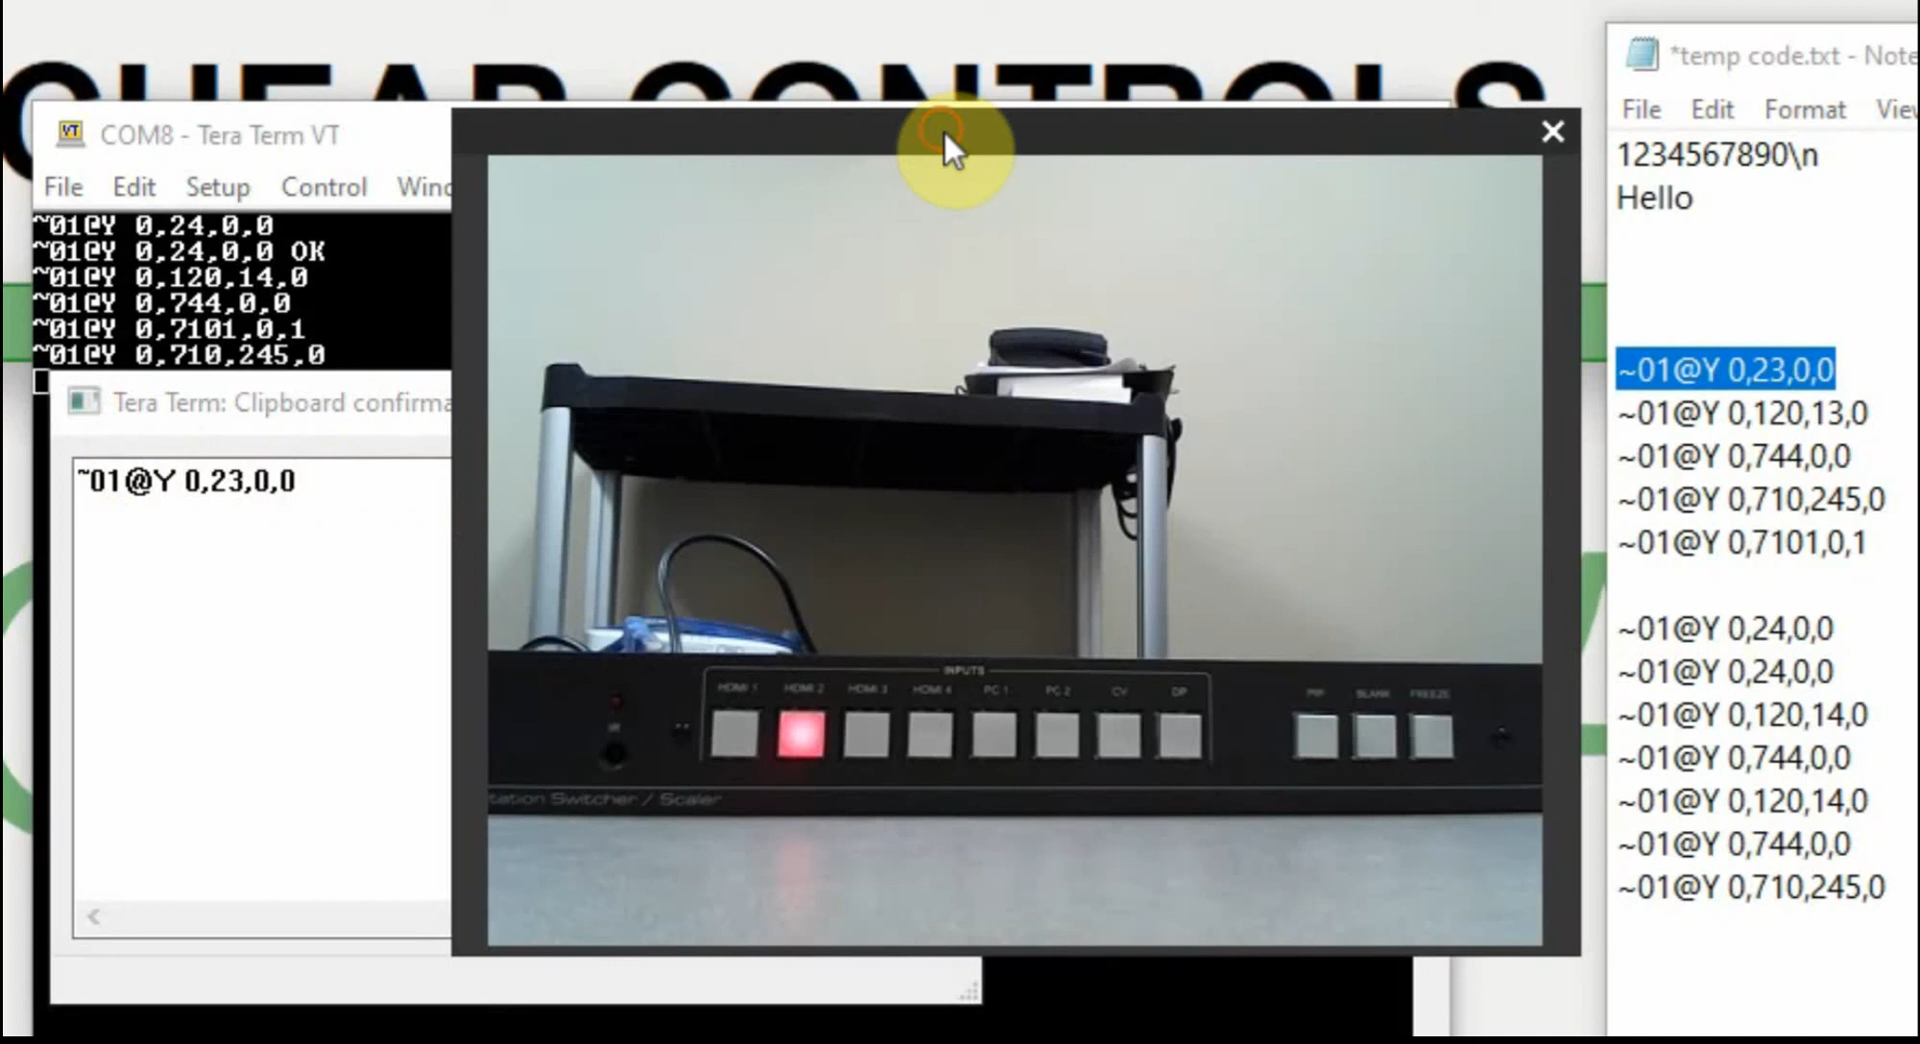 CHEAP CONTROLS
COM8 - Tera Term VT
File Edit Setup Control
~01@Y 0,24,0,0
~01@Y 0,24,0,0 OK
~01@Y 0,120,14,0
~01@Y 0,744,0,0
~01@Y 0,7101,0,1
~01@Y 0,710,245,0
Tera Term: Clipboard confirma
~01@Y 0,23,0,0
INPUTS
HDMI 1 HDMI 2 HDMI 3 HDMI 4 PC 1 PC 2 CV DP PIP BLANK FREEZE
tation Switcher / Scaler
*temp code.txt - Note
File Edit Format View
1234567890\n
Hello
~01@Y 0,23,0,0
~01@Y 0,120,13,0
~01@Y 0,744,0,0
~01@Y 0,710,245,0
~01@Y 0,7101,0,1
~01@Y 0,24,0,0
~01@Y 0,24,0,0
~01@Y 0,120,14,0
~01@Y 0,744,0,0
~01@Y 0,120,14,0
~01@Y 0,744,0,0
~01@Y 0,710,245,0